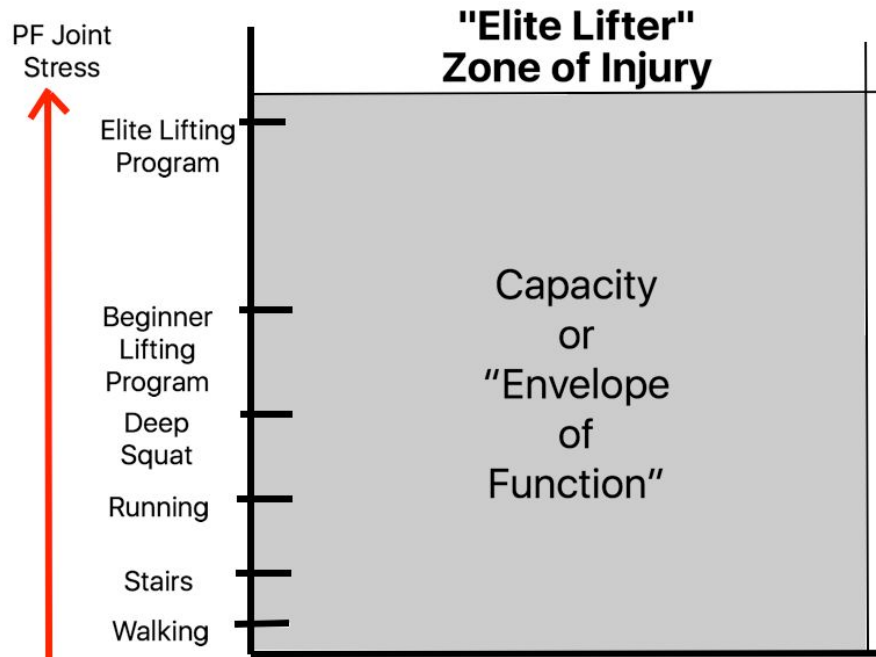 "Elite Lifter"
Zone of Injury
PF Joint
Stress
Elite Lifting
Program
Beginner
Lifting
Program
Deep
Squat
Running
Stairs
Walking
Capacity
or
“Envelope
of
Function”